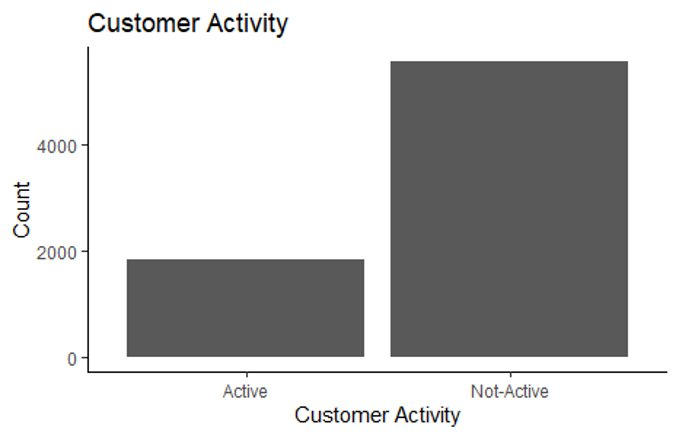 Customer Activity
Count
4000
2000
0
Active Not-Active
Customer Activity